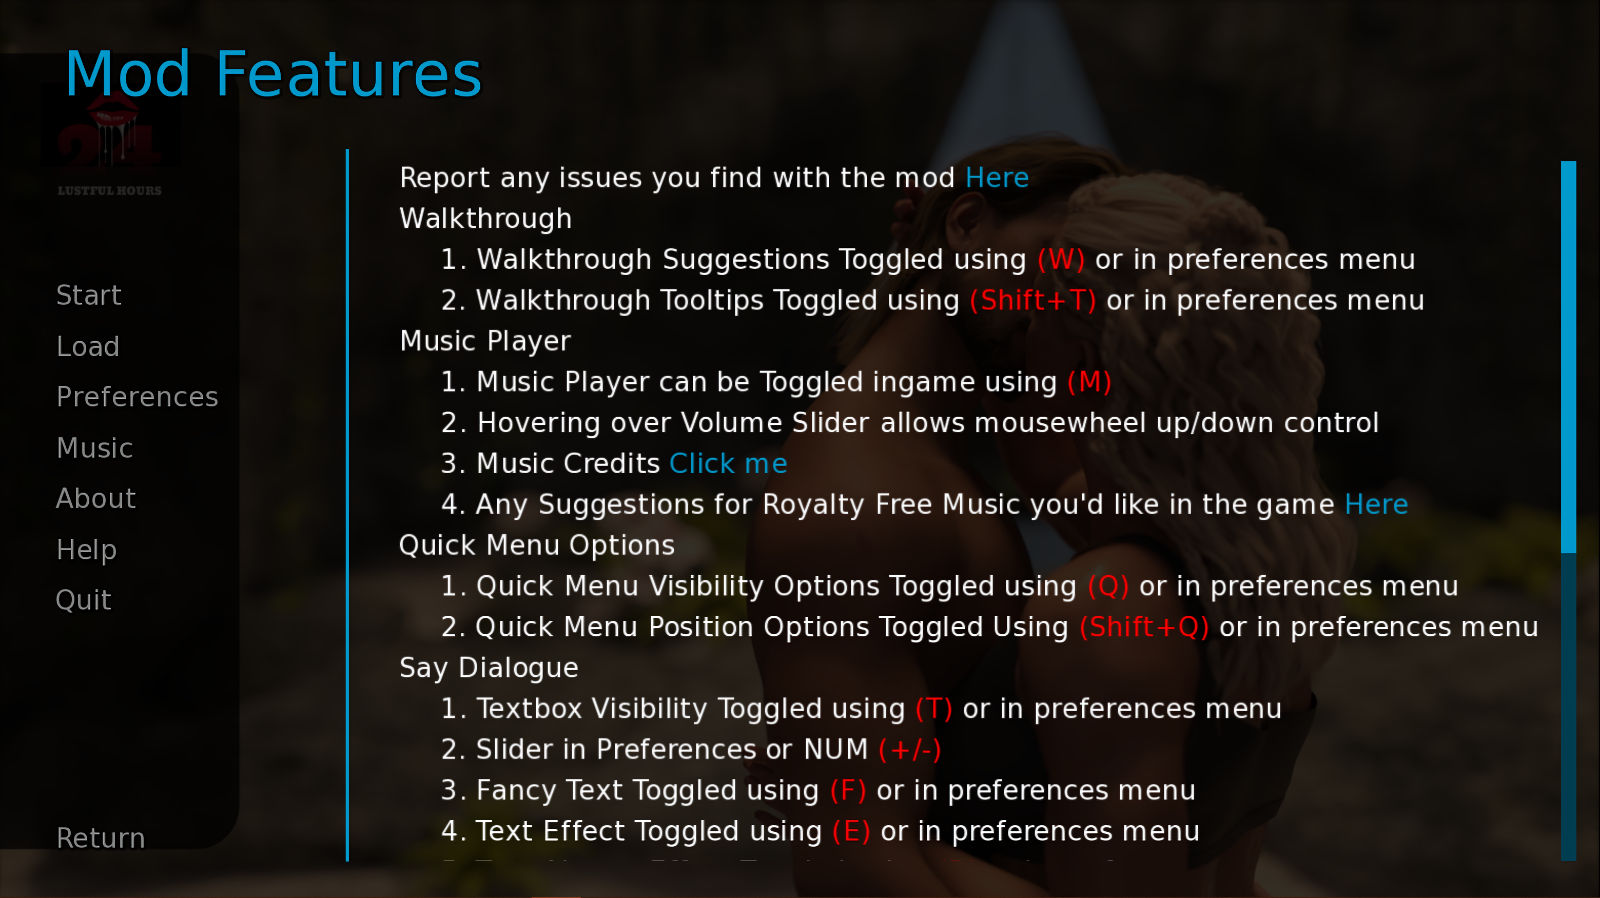 Mod Features
LUSTFUL HOURS
Start
Load
Preferences
Music
About
Help
Quit
Return
Report any issues you find with the mod Here
Walkthrough
1. Walkthrough Suggestions Toggled using (W) or in preferences menu
2. Walkthrough Tooltips Toggled using (Shift+T) or in preferences menu
Music Player
1. Music Player can be Toggled ingame using (M)
2. Hovering over Volume Slider allows mousewheel up/down control
3. Music Credits Click me
4. Any Suggestions for Royalty Free Music you'd like in the game Here
Quick Menu Options
1. Quick Menu Visibility Options Toggled using (Q) or in preferences menu
2. Quick Menu Position Options Toggled Using (Shift+Q) or in preferences menu
Say Dialogue
1. Textbox Visibility Toggled using (T) or in preferences menu
2. Slider in Preferences or NUM (+/-)
3. Fancy Text Toggled using (F) or in preferences menu
4. Text Effect Toggled using (E) or in preferences menu